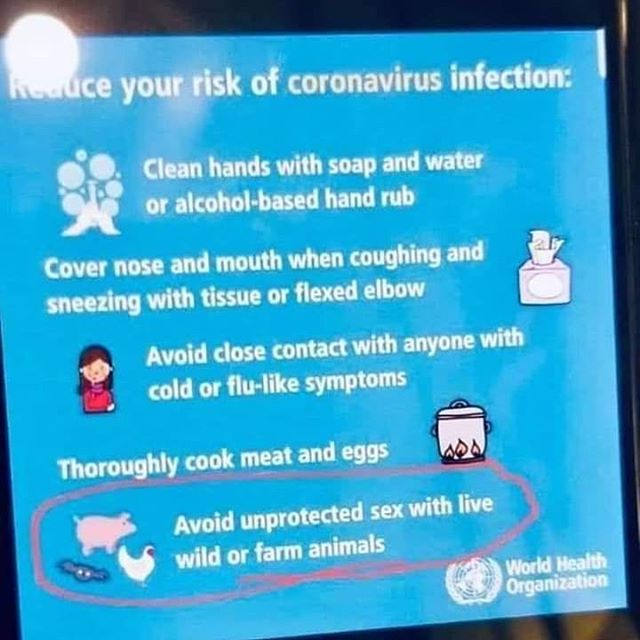 Reduce your risk of coronavirus infection:
Clean hands with soap and water
or alcohol-based hand rub
Cover nose and mouth when coughing and
sneezing with tissue or flexed elbow
Avoid close contact with anyone with
cold or flu-like symptoms
Thoroughly cook meat and eggs
Avoid unprotected sex with live
wild or farm animals
World Health
Organization